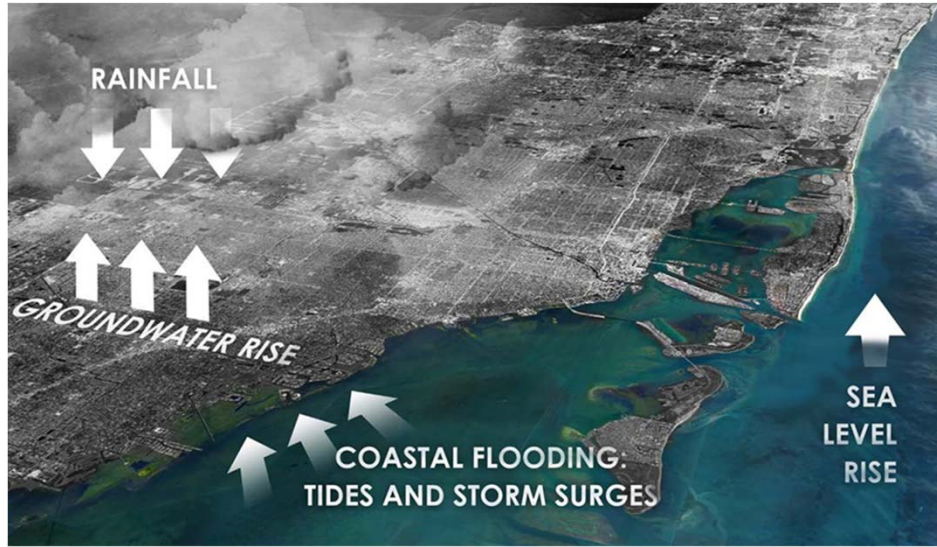 RAINFALL
GROUNDWATER RISE
COASTAL FLOODING:
TIDES AND STORM SURGES
SEA
LEVEL
RISE